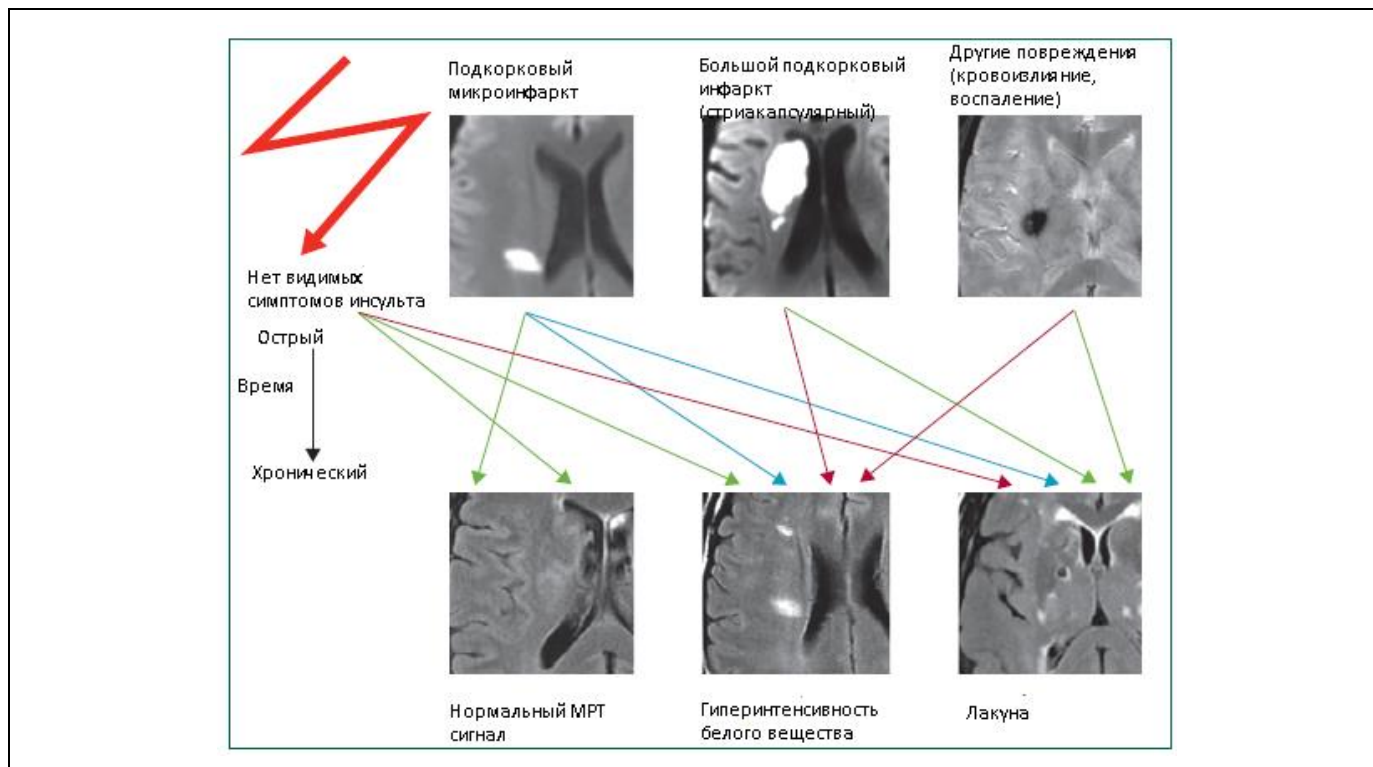 Подкорковый
микроинфаркт
Большой подкорковый
инфаркт
(стриакапсулярный)
Другие повреждения
(кровоизлияние,
воспаление)
Нет видимых
симптомов инсульта
Острый
Время
Хронический
Нормальный МРТ
сигнал
Гиперинтенсивность
белого вещества
Лакуна